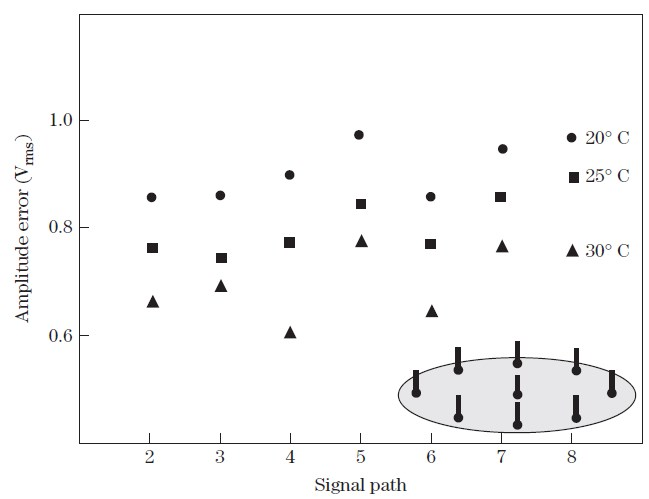 1.0
0.8
0.6
Amplitude error (Vrms)
20° C
25° C
30° C
2 3 4 5 6 7 8
Signal path